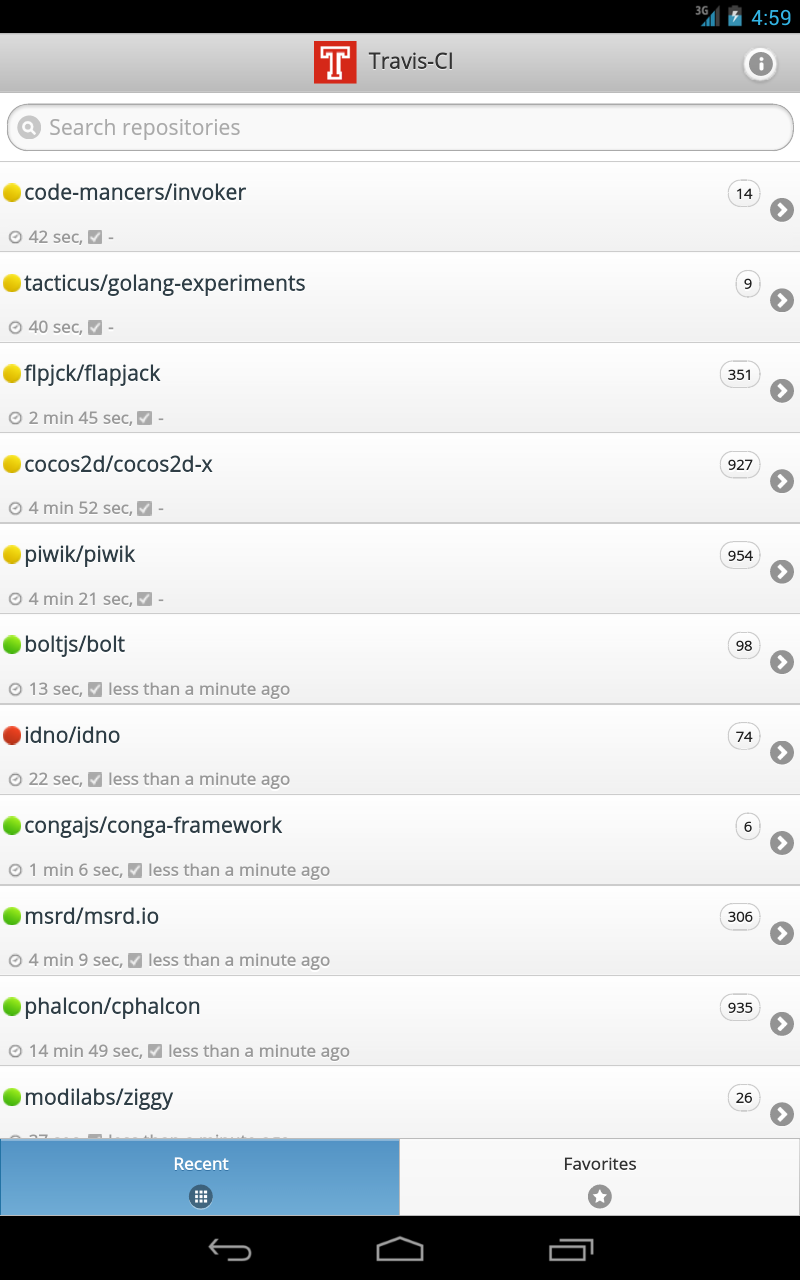 3G 4:59
T Travis-CI
Search repositories
code-mancers/invoker 14
42 sec, -
tacticus/golang-experiments 9
40 sec, -
flpjck/flapjack 351
2 min 45 sec, -
cocos2d/cocos2d-x 927
4 min 52 sec, -
piwik/piwik 954
4 min 21 sec, -
boltjs/bolt 98
13 sec, less than a minute ago
idno/idno 74
22 sec, less than a minute ago
congajs/conga-framework 6
1 min 6 sec, less than a minute ago
msrd/msrd.io 306
4 min 9 sec, less than a minute ago
phalcon/cphalcon 935
14 min 49 sec, less than a minute ago
modilabs/ziggy 26
Recent Favorites